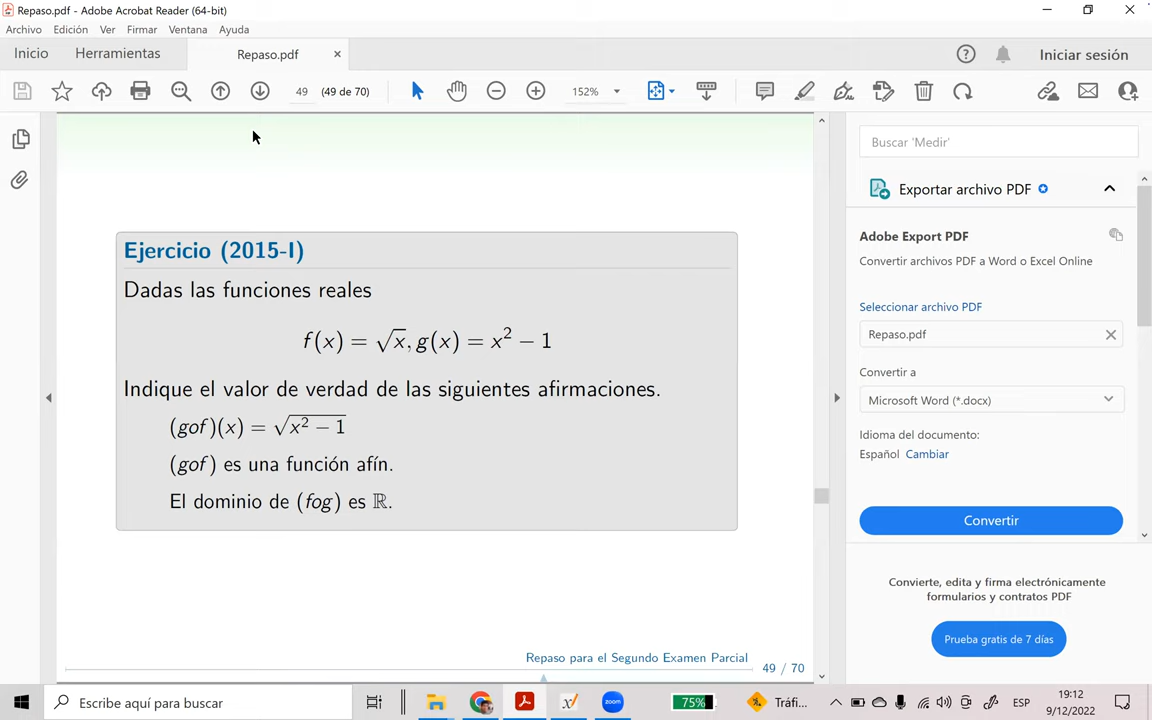 Repaso.pdf - Adobe Acrobat Reader (64-bit)
Archivo Edición Ver Firmar Ventana Ayuda
Inicio Herramientas Repaso.pdf × Iniciar sesión
49 (49 de 70) 152%
Buscar 'Medir'
Exportar archivo PDF
Adobe Export PDF
Convertir archivos PDF a Word o Excel Online
Seleccionar archivo PDF
Repaso.pdf
Convertir a
Microsoft Word (*.docx)
Idioma del documento:
Español Cambiar
Convertir
Convierte, edita y firma electrónicamente
formularios y contratos PDF
Prueba gratis de 7 días
Ejercicio (2015-I)
Dadas las funciones reales
f(x) = √x, g(x) = x² − 1
Indique el valor de verdad de las siguientes afirmaciones.
(gof)(x) = √(x² − 1)
(gof) es una función afín.
El dominio de (fog) es ℝ.
Repaso para el Segundo Examen Parcial
49 / 70
Escribe aquí para buscar
zoom
75%
Tráfi...
ESP
19:12
9/12/2022